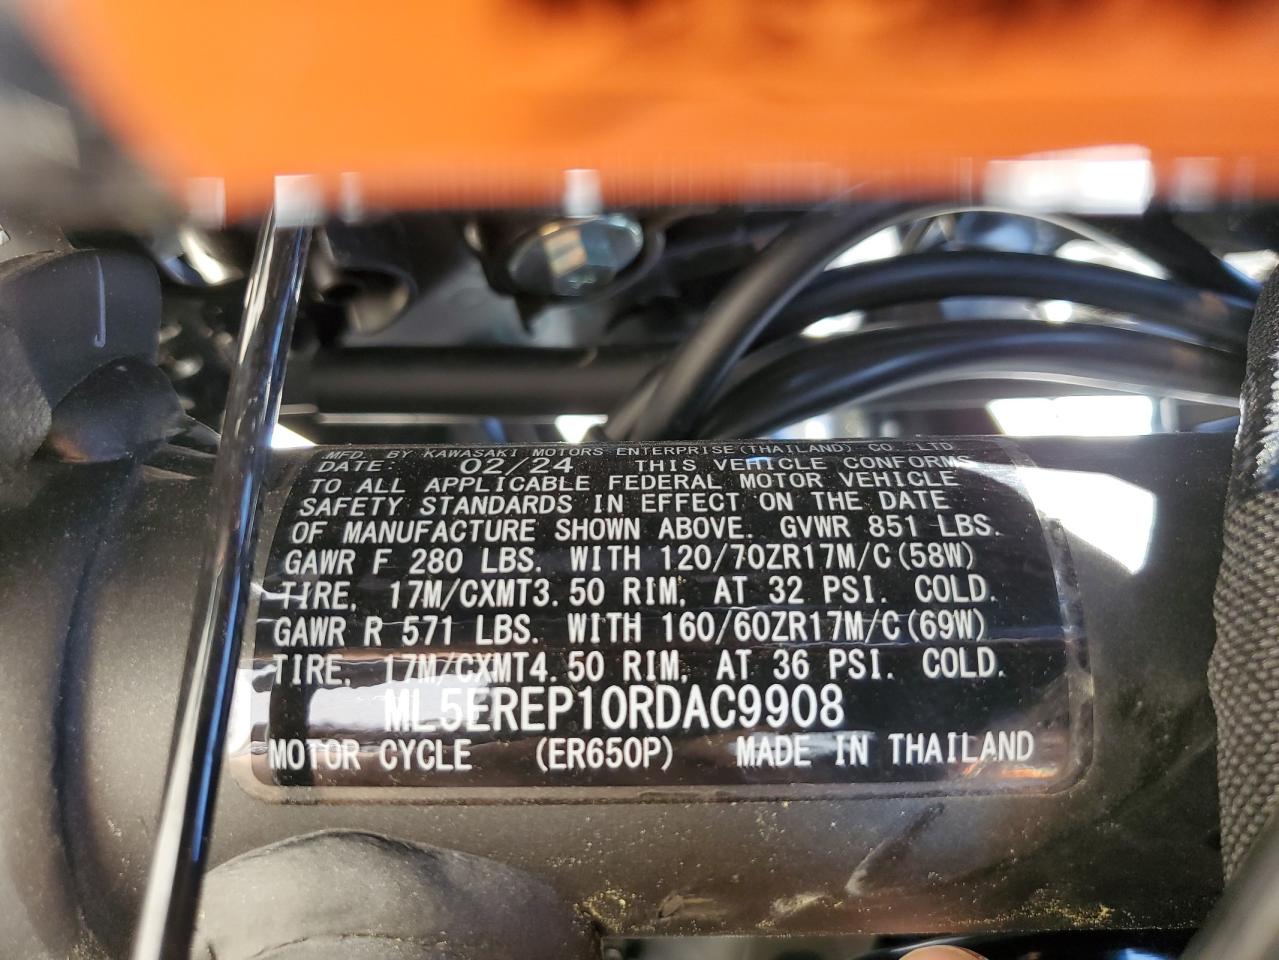 MFD. BY KAWASAKI MOTORS ENTERPRISE(THAILAND) CO., LTD.
DATE: 02/24 THIS VEHICLE CONFORMS
TO ALL APPLICABLE FEDERAL MOTOR VEHICLE
SAFETY STANDARDS IN EFFECT ON THE DATE
OF MANUFACTURE SHOWN ABOVE. GVWR 851 LBS.
GAWR F 280 LBS. WITH 120/70ZR17M/C(58W)
TIRE, 17M/CXMT3.50 RIM, AT 32 PSI. COLD.
GAWR R 571 LBS. WITH 160/60ZR17M/C(69W)
TIRE, 17M/CXMT4.50 RIM, AT 36 PSI. COLD.
ML5EREP10RDAC9908
MOTOR CYCLE (ER650P) MADE IN THAILAND